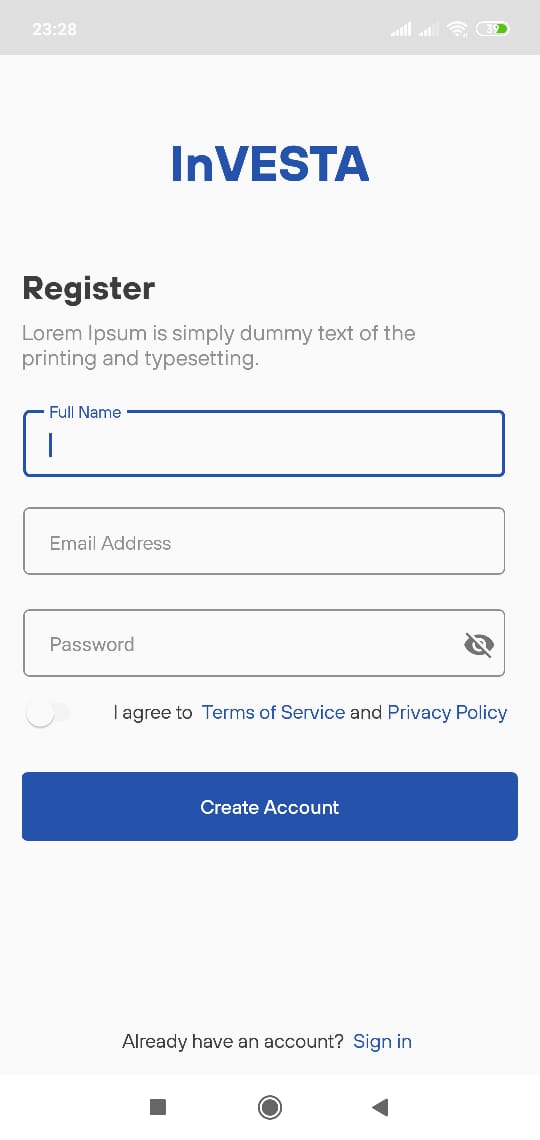 23:28
39
InVESTA
Register
Lorem Ipsum is simply dummy text of the
printing and typesetting.
Full Name
Email Address
Password
I agree to Terms of Service and Privacy Policy
Create Account
Already have an account? Sign in